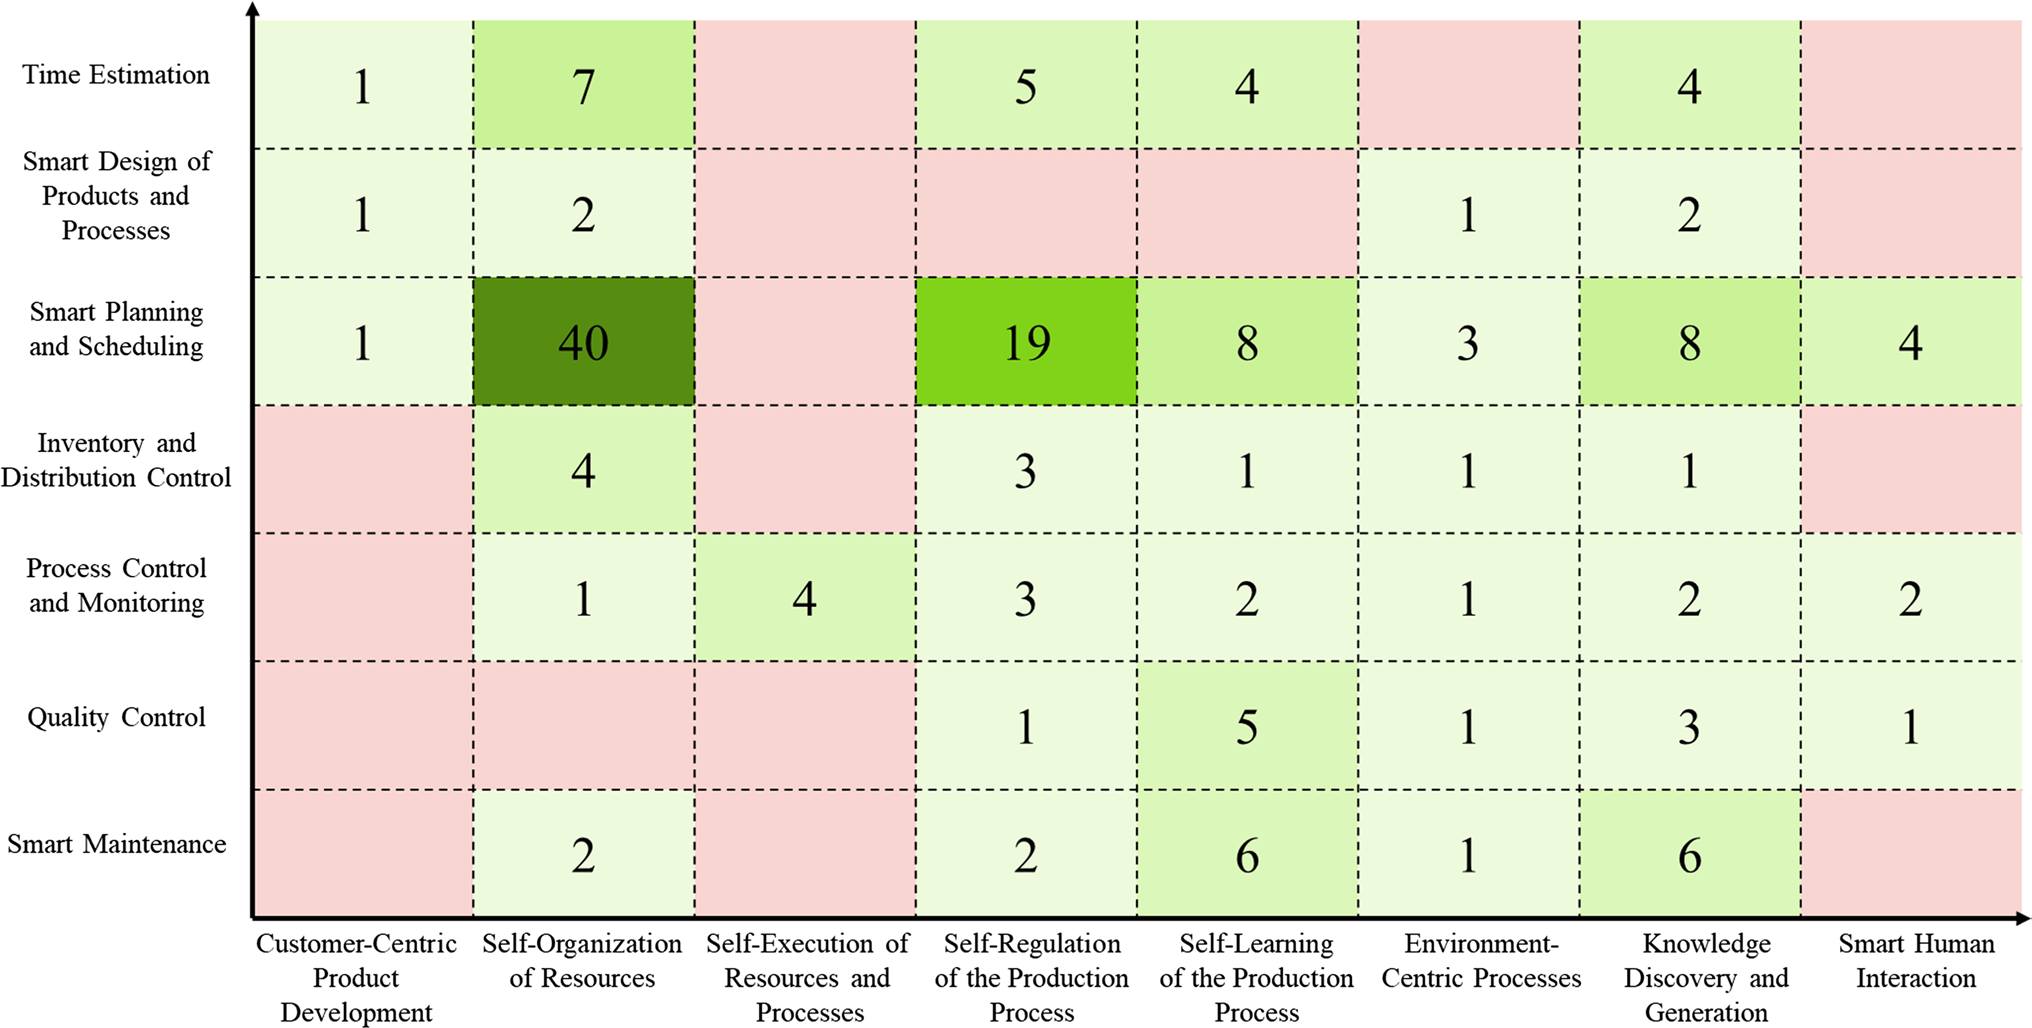 Time Estimation
1 7 5 4 4
Smart Design of
Products and
Processes
1 2 1 2
Smart Planning
and Scheduling
1 40 19 8 3 8 4
Inventory and
Distribution Control
4 3 1 1 1
Process Control
and Monitoring
1 4 3 2 1 2 2
Quality Control
1 5 1 3 1
Smart Maintenance
2 2 6 1 6
Customer-Centric
Product
Development
Self-Organization
of Resources
Self-Execution of
Resources and
Processes
Self-Regulation
of the Production
Process
Self-Learning
of the Production
Process
Environment-
Centric Processes
Knowledge
Discovery and
Generation
Smart Human
Interaction